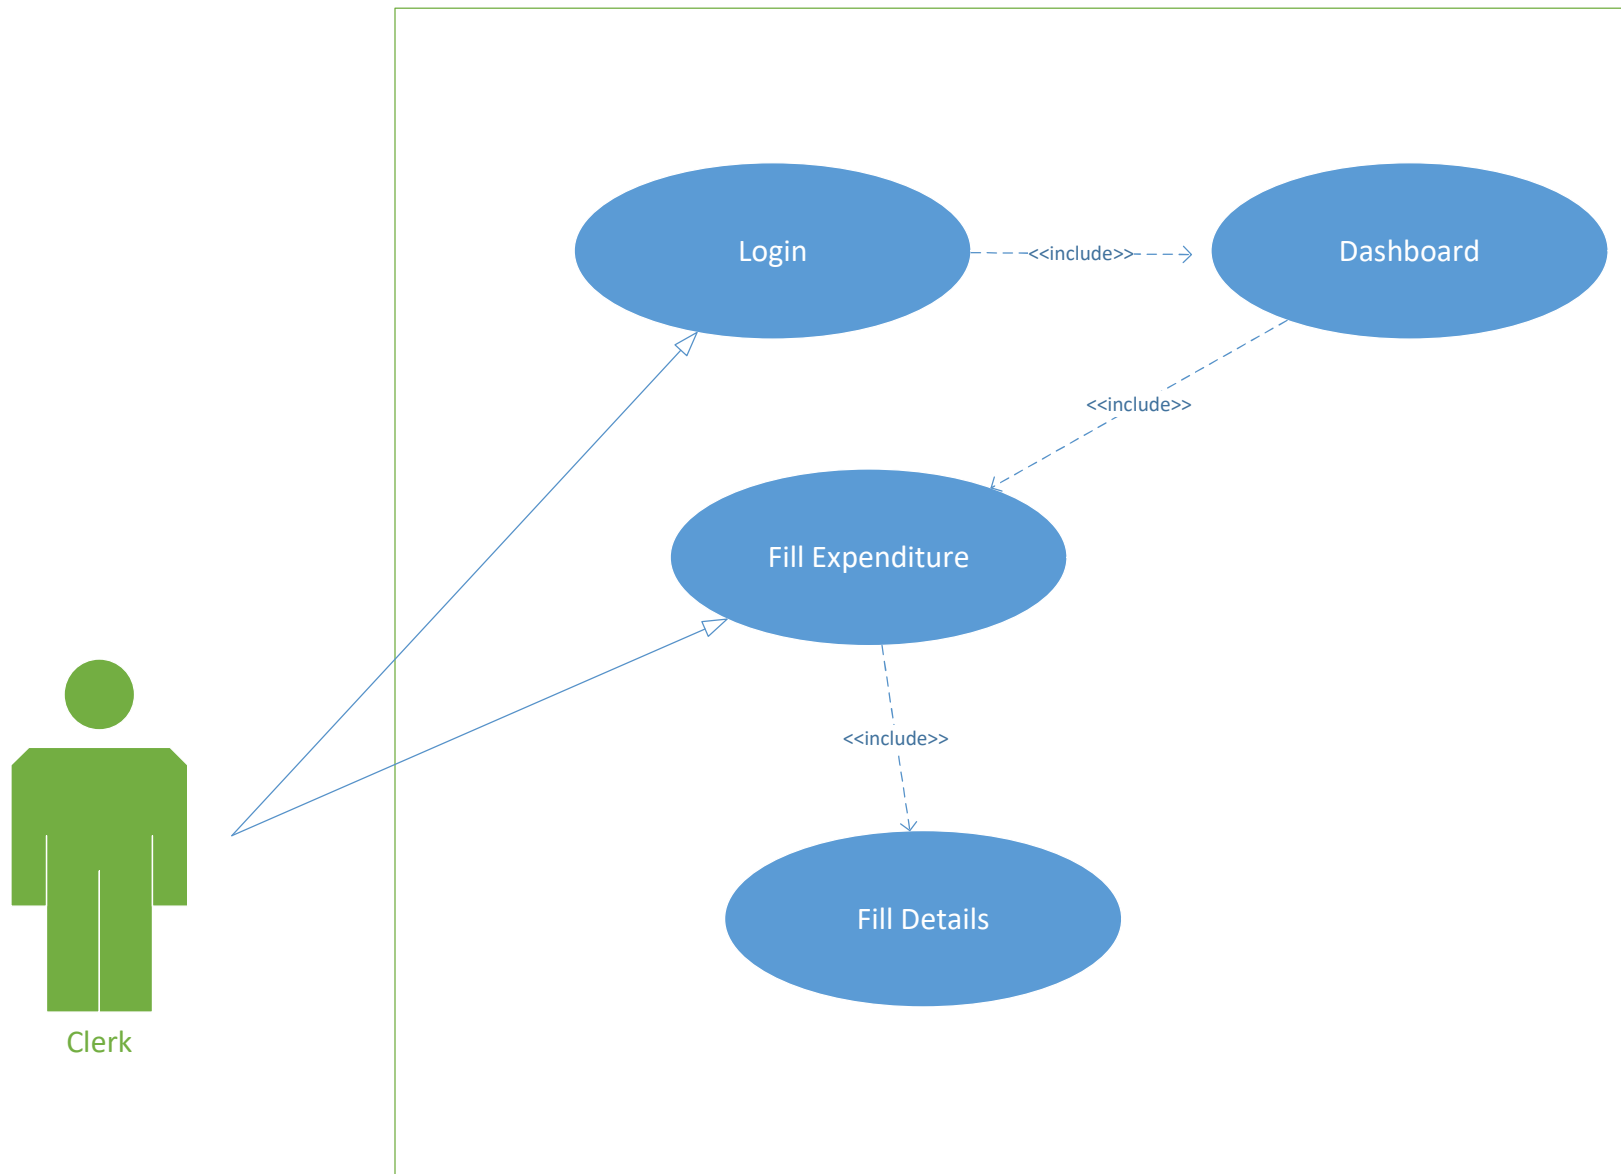 Login
<<include>>
Dashboard
<<include>>
Fill Expenditure
<<include>>
Fill Details
Clerk